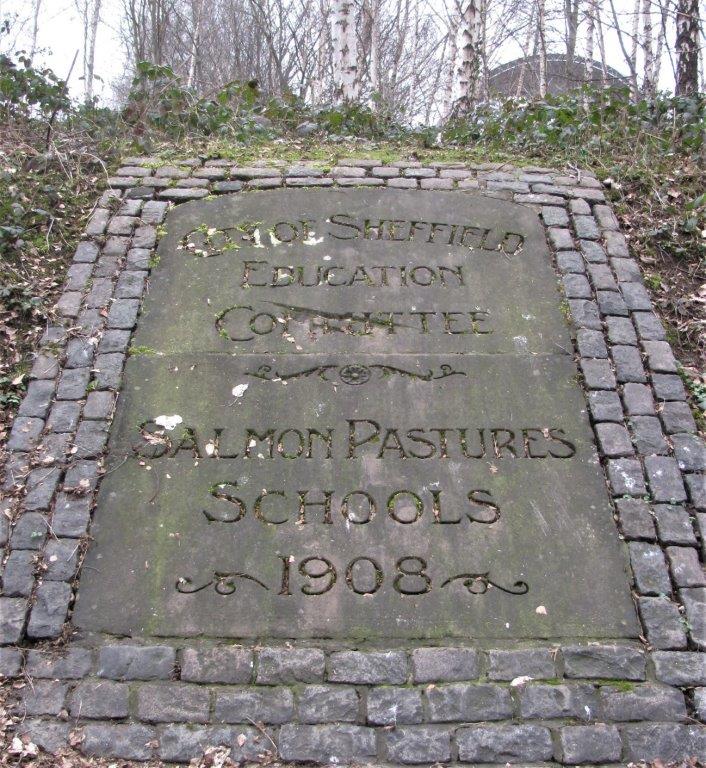 CITY OF SHEFFIELD
EDUCATION
COMMITTEE
SALMON PASTURES
SCHOOLS
1908